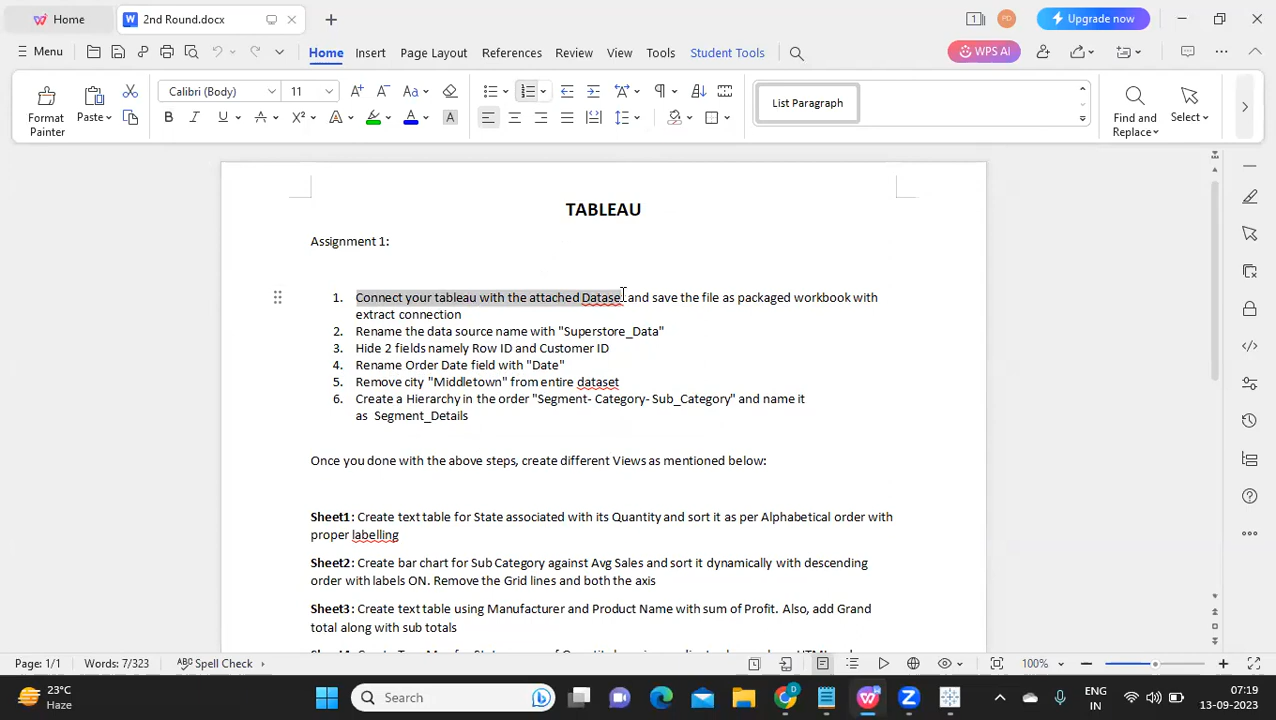 Home
2nd Round.docx
1
PD
Upgrade now
Menu
Home
Insert
Page Layout
References
Review
View
Tools
Student Tools
WPS AI
Format
Painter
Paste
Calibri (Body)
11
List Paragraph
Find and
Replace
Select
TABLEAU
Assignment 1:
1. Connect your tableau with the attached Datase and save the file as packaged workbook with
extract connection
2. Rename the data source name with "Superstore_Data"
3. Hide 2 fields namely Row ID and Customer ID
4. Rename Order Date field with "Date"
5. Remove city "Middletown" from entire dataset
6. Create a Hierarchy in the order "Segment- Category- Sub_Category" and name it
as Segment_Details
Once you done with the above steps, create different Views as mentioned below:
Sheet1: Create text table for State associated with its Quantity and sort it as per Alphabetical order with
proper labelling
Sheet2: Create bar chart for Sub Category against Avg Sales and sort it dynamically with descending
order with labels ON. Remove the Grid lines and both the axis
Sheet3: Create text table using Manufacturer and Product Name with sum of Profit. Also, add Grand
total along with sub totals
Page: 1/1
Words: 7/323
Spell Check
100%
23°C
Haze
Search
ENG
IN
07:19
13-09-2023